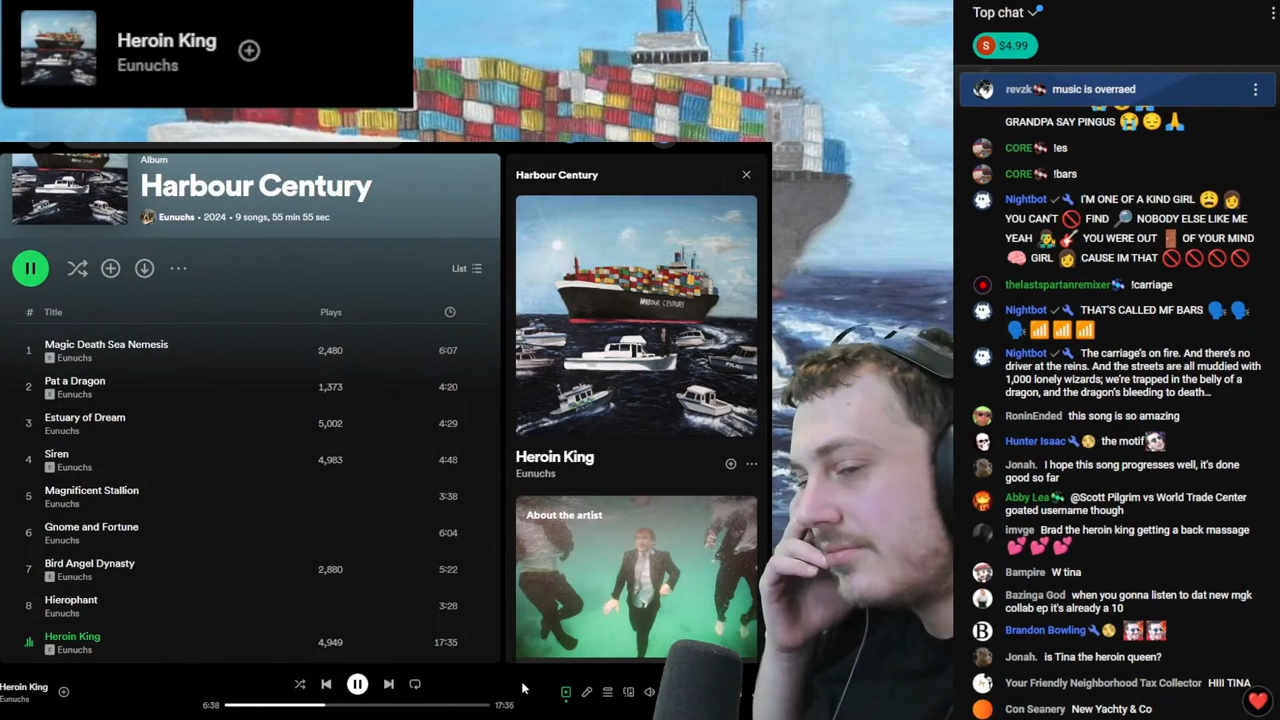 Heroin King
Eunuchs
Album
Harbour Century
Eunuchs • 2024 • 9 songs, 55 min 55 sec
List
# Title Plays
1 Magic Death Sea Nemesis 2,480 6:07
E Eunuchs
2 Pat a Dragon 1,373 4:20
E Eunuchs
3 Estuary of Dream 5,002 4:29
Eunuchs
4 Siren 4,983 4:48
E Eunuchs
5 Magnificent Stallion 3:38
Eunuchs
6 Gnome and Fortune 6:04
Eunuchs
7 Bird Angel Dynasty 2,880 5:22
E Eunuchs
8 Hierophant 3:28
Eunuchs
Heroin King 4,949 17:35
E Eunuchs
Harbour Century
HARBOUR CENTURY
POLICE
Heroin King
Eunuchs
About the artist
Heroin King
Eunuchs
6:38 17:35
Top chat
S $4.99
revzk music is overraed
GRANDPA SAY PINGUS 😭😔🙏
CORE !es
CORE !bars
Nightbot I'M ONE OF A KIND GIRL 😩👩
YOU CAN'T 🚫 FIND 🔎 NOBODY ELSE LIKE ME
YEAH 👨‍🎤🎸 YOU WERE OUT 🚪 OF YOUR MIND
🧠 GIRL 👩 CAUSE IM THAT 🚫🚫🚫🚫
thelastspartanremixer !carriage
Nightbot THAT'S CALLED MF BARS 🗣️🗣️
🗣️📶📶📶
Nightbot The carriage's on fire. And there's no
driver at the reins. And the streets are all muddied with
1,000 lonely wizards; we're trapped in the belly of a
dragon, and the dragon's bleeding to death...
RoninEnded this song is so amazing
Hunter Isaac the motif
Jonah. I hope this song progresses well, it's done
good so far
Abby Lea @Scott Pilgrim vs World Trade Center
goated username though
imvge Brad the heroin king getting a back massage
💕💕💕
Bampire W tina
Bazinga God when you gonna listen to dat new mgk
collab ep it's already a 10
B Brandon Bowling
Jonah. is Tina the heroin queen?
Your Friendly Neighborhood Tax Collector HIII TINA
Con Seanery New Yachty & Co